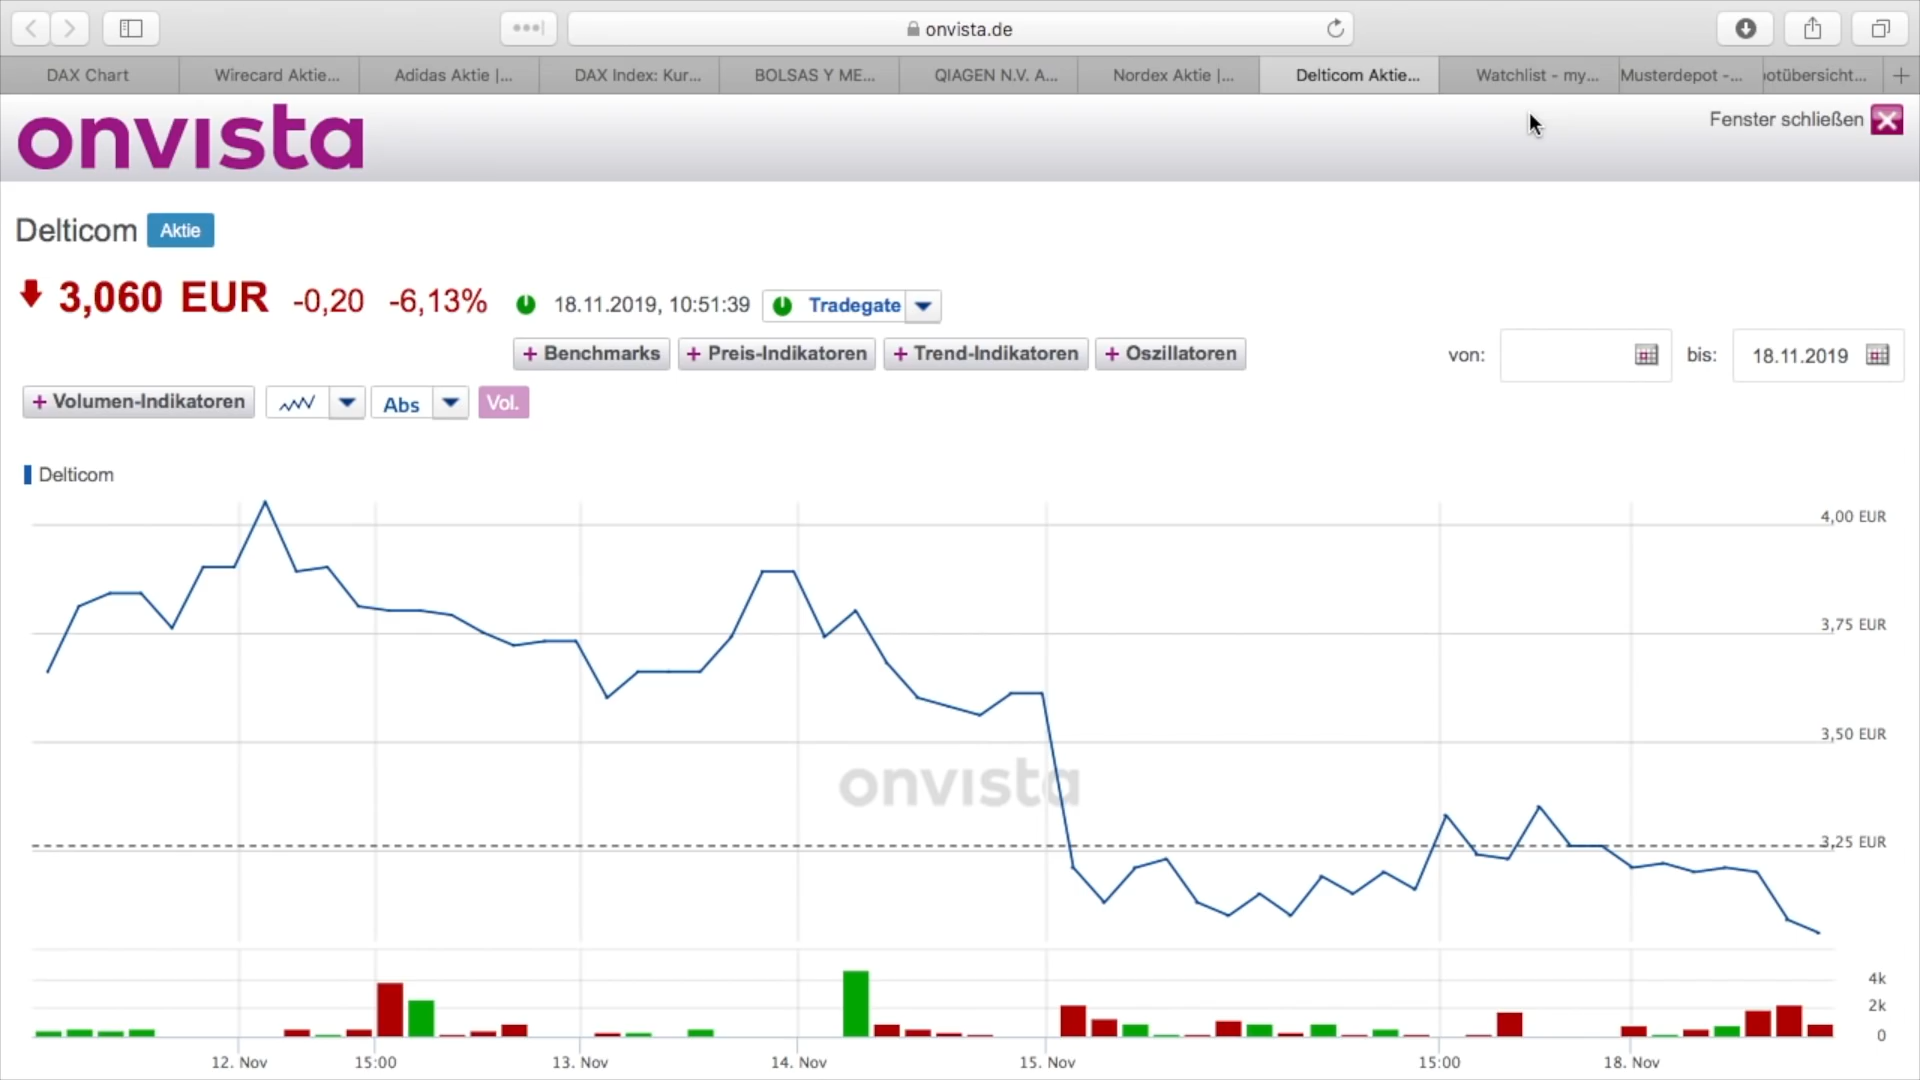 onvista.de
DAX Chart
Wirecard Aktie...
Adidas Aktie |...
DAX Index: Kur...
BOLSAS Y ME...
QIAGEN N.V. A...
Nordex Aktie |...
Delticom Aktie...
Watchlist - my...
Musterdepot -...
otübersicht...
onvista
Fenster schließen
Delticom Aktie
3,060 EUR -0,20 -6,13% 18.11.2019, 10:51:39 Tradegate
+ Benchmarks + Preis-Indikatoren + Trend-Indikatoren + Oszillatoren von: bis: 18.11.2019
+ Volumen-Indikatoren Abs Vol.
Delticom
4,00 EUR
3,75 EUR
3,50 EUR
onvista
3,25 EUR
4k
2k
0
12. Nov 15:00 13. Nov 14. Nov 15. Nov 15:00 18. Nov